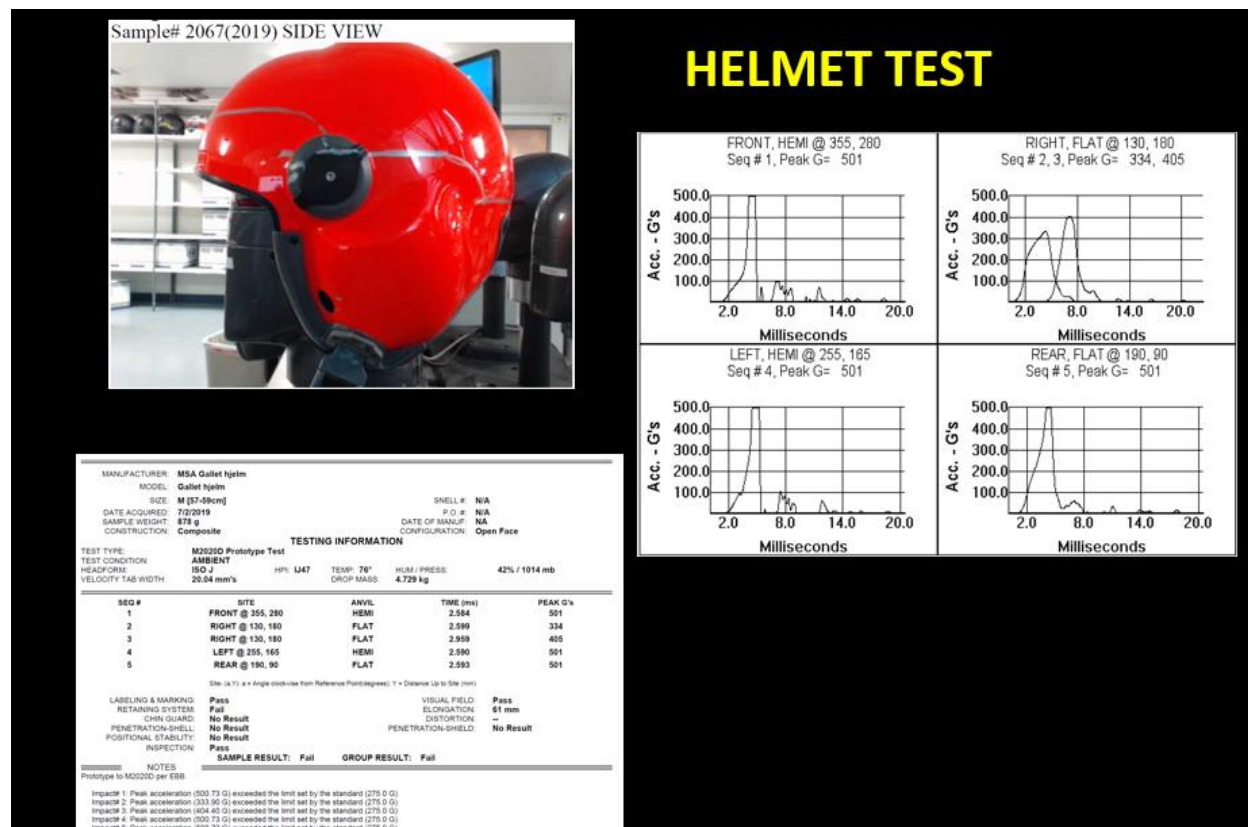 Sample# 2067(2019) SIDE VIEW
HELMET TEST
FRONT, HEMI @ 355, 280
Seq # 1, Peak G= 501
500.0
400.0
300.0
200.0
100.0
Acc. - G's
2.0 8.0 14.0 20.0
Milliseconds
RIGHT, FLAT @ 130, 180
Seq # 2, 3, Peak G= 334, 405
500.0
400.0
300.0
200.0
100.0
Acc. - G's
2.0 8.0 14.0 20.0
Milliseconds
LEFT, HEMI @ 255, 165
Seq # 4, Peak G= 501
500.0
400.0
300.0
200.0
100.0
Acc. - G's
2.0 8.0 14.0 20.0
Milliseconds
REAR, FLAT @ 190, 90
Seq # 5, Peak G= 501
500.0
400.0
300.0
200.0
100.0
Acc. - G's
2.0 8.0 14.0 20.0
Milliseconds
MANUFACTURER: MSA Gallet hjelm
MODEL: Gallet hjelm
SIZE: M [57-59cm] SNELL #: N/A
DATE ACQUIRED: 7/2/2019 P.O. #: N/A
SAMPLE WEIGHT: 878 g DATE OF MANUF: NA
CONSTRUCTION: Composite CONFIGURATION: Open Face
TESTING INFORMATION
TEST TYPE: M2020D Prototype Test
TEST CONDITION: AMBIENT
HEADFORM: ISO J HPI: IJ47 TEMP: 76° HUM / PRESS: 42% / 1014 mb
VELOCITY TAB WIDTH: 20.04 mm's DROP MASS: 4.729 kg
SEQ # SITE ANVIL TIME (ms) PEAK G's
1 FRONT @ 355, 280 HEMI 2.584 501
2 RIGHT @ 130, 180 FLAT 2.599 334
3 RIGHT @ 130, 180 FLAT 2.959 405
4 LEFT @ 255, 165 HEMI 2.590 501
5 REAR @ 190, 90 FLAT 2.593 501
Site- (a,Y): a = Angle clockwise from Reference Point(degrees); Y = Distance Up to Site (mm)
LABELING & MARKING: Pass VISUAL FIELD: Pass
RETAINING SYSTEM: Fail ELONGATION: 61 mm
CHIN GUARD: No Result DISTORTION: --
PENETRATION-SHELL: No Result PENETRATION-SHIELD: No Result
POSITIONAL STABILITY: No Result
INSPECTION: Pass
SAMPLE RESULT: Fail GROUP RESULT: Fail
NOTES
Prototype to M2020D per EBB.
Impact# 1: Peak acceleration (500.73 G) exceeded the limit set by the standard (275.0 G)
Impact# 2: Peak acceleration (333.90 G) exceeded the limit set by the standard (275.0 G)
Impact# 3: Peak acceleration (404.40 G) exceeded the limit set by the standard (275.0 G)
Impact# 4: Peak acceleration (500.73 G) exceeded the limit set by the standard (275.0 G)